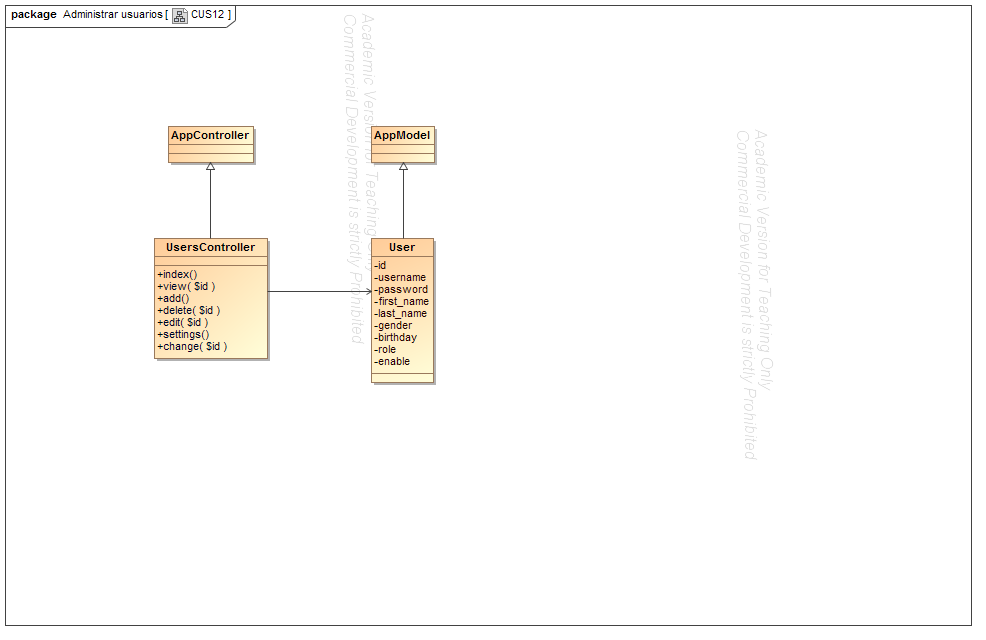 package Administrar usuarios [ CUS12 ]
AppController
AppModel
UsersController
+index()
+view( $id )
+add()
+delete( $id )
+edit( $id )
+settings()
+change( $id )
User
-id
-username
-password
-first_name
-last_name
-gender
-birthday
-role
-enable
Academic Version for Teaching Only
Commercial Development is strictly Prohibited
Academic Version for Teaching Only
Commercial Development is strictly Prohibited